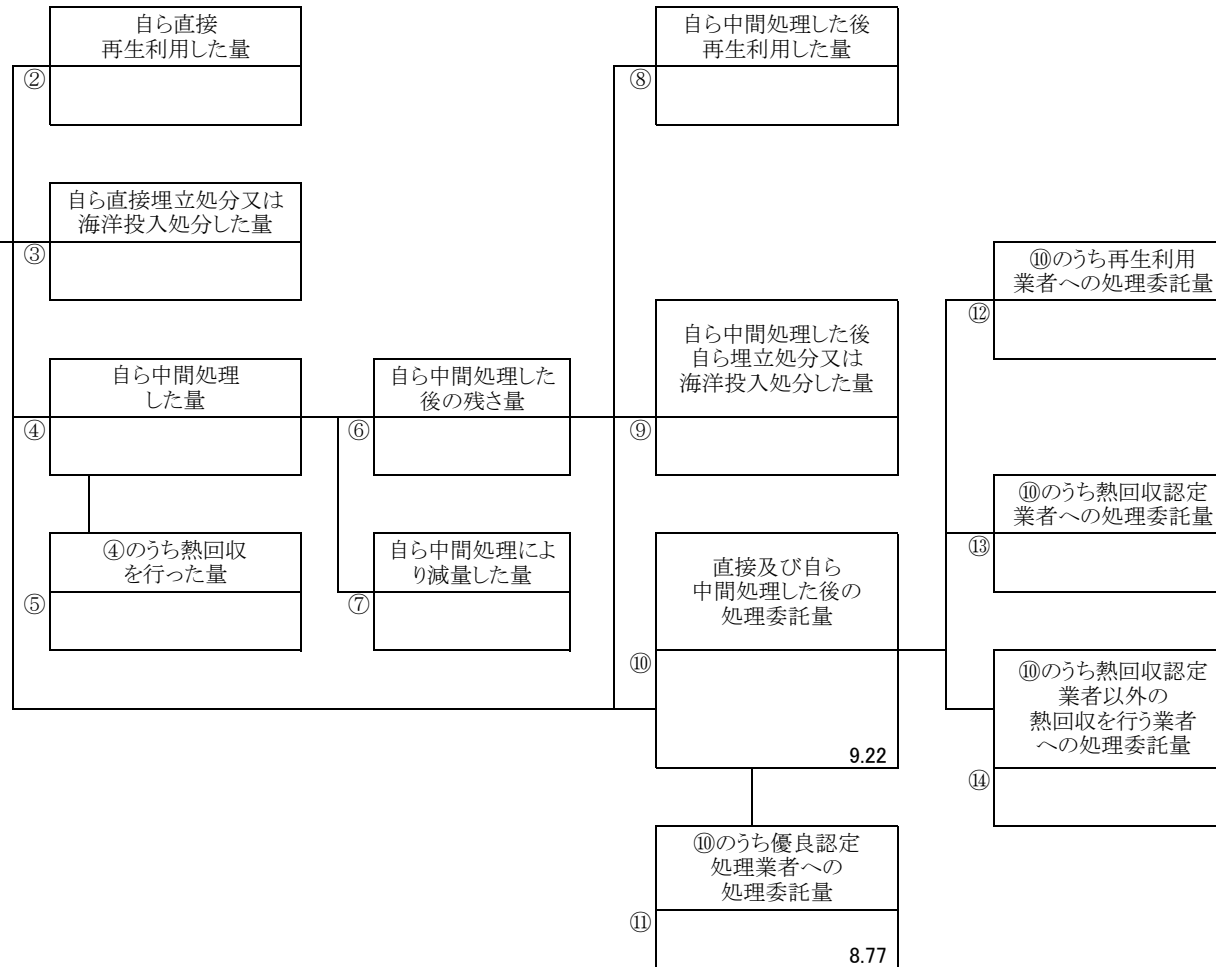 自ら直接
再生利用した量
②
自ら中間処理した後
再生利用した量
⑧
自ら直接埋立処分又は
海洋投入処分した量
③
⑩のうち再生利用
業者への処理委託量
⑫
自ら中間処理した後
自ら埋立処分又は
海洋投入処分した量
⑨
自ら中間処理
した量
④
自ら中間処理した
後の残さ量
⑥
⑩のうち熱回収認定
業者への処理委託量
⑬
④のうち熱回収
を行った量
⑤
自ら中間処理によ
り減量した量
⑦
直接及び自ら
中間処理した後の
処理委託量
⑩
9.22
⑩のうち熱回収認定
業者以外の
熱回収を行う業者
への処理委託量
⑭
⑩のうち優良認定
処理業者への
処理委託量
⑪
8.77